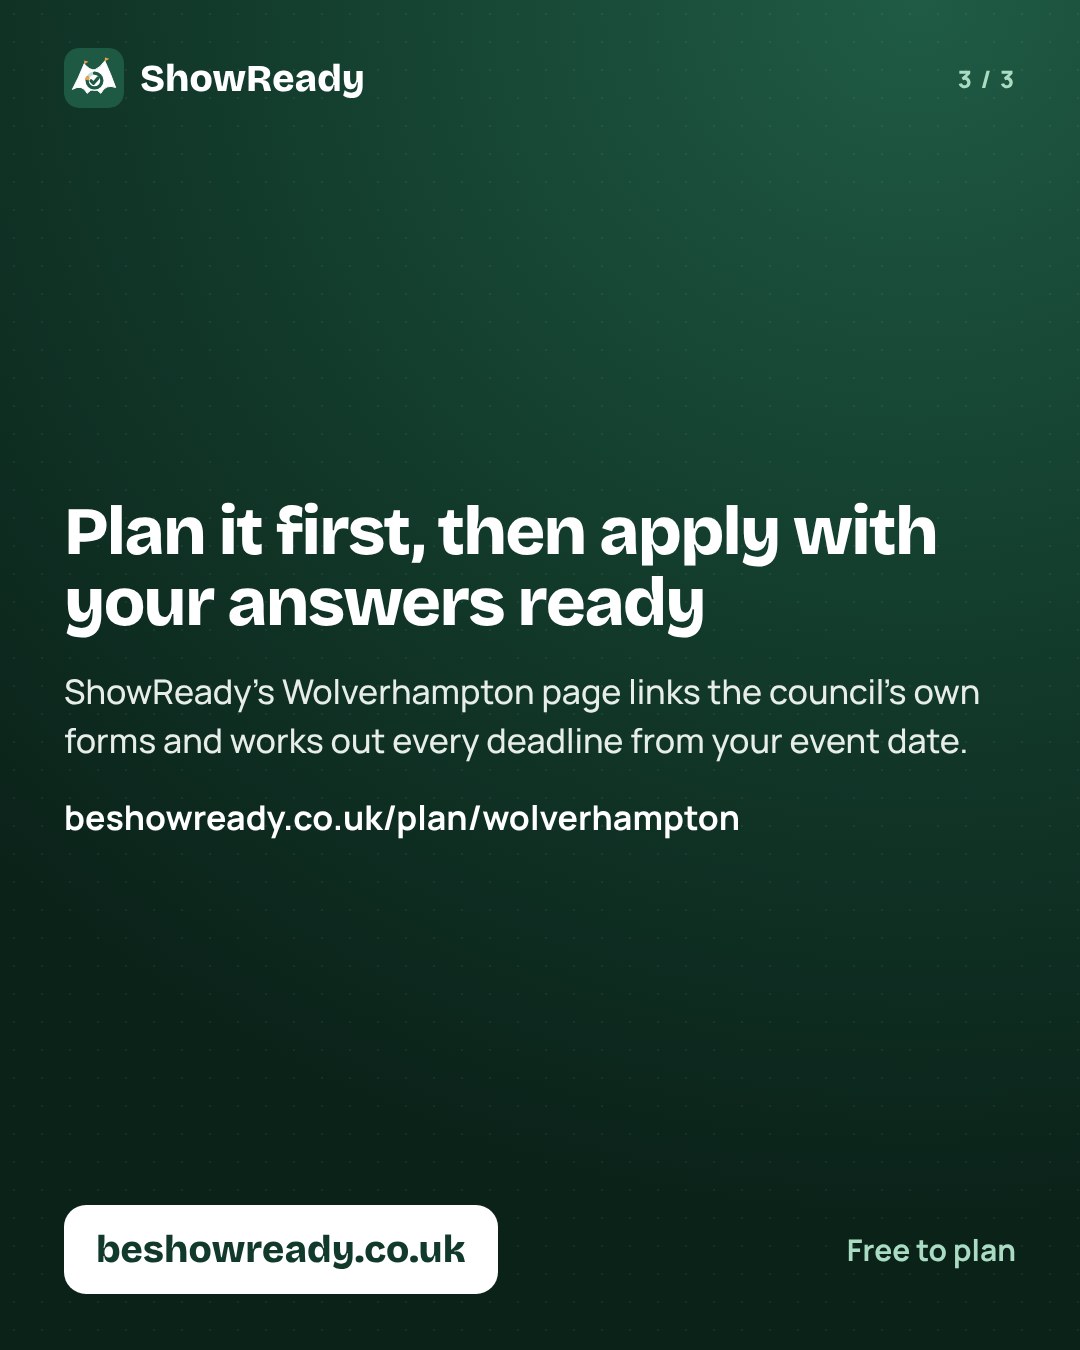 ShowReady
3 / 3
Plan it first, then apply with
your answers ready
ShowReady’s Wolverhampton page links the council’s own
forms and works out every deadline from your event date.
beshowready.co.uk/plan/wolverhampton
beshowready.co.uk
Free to plan